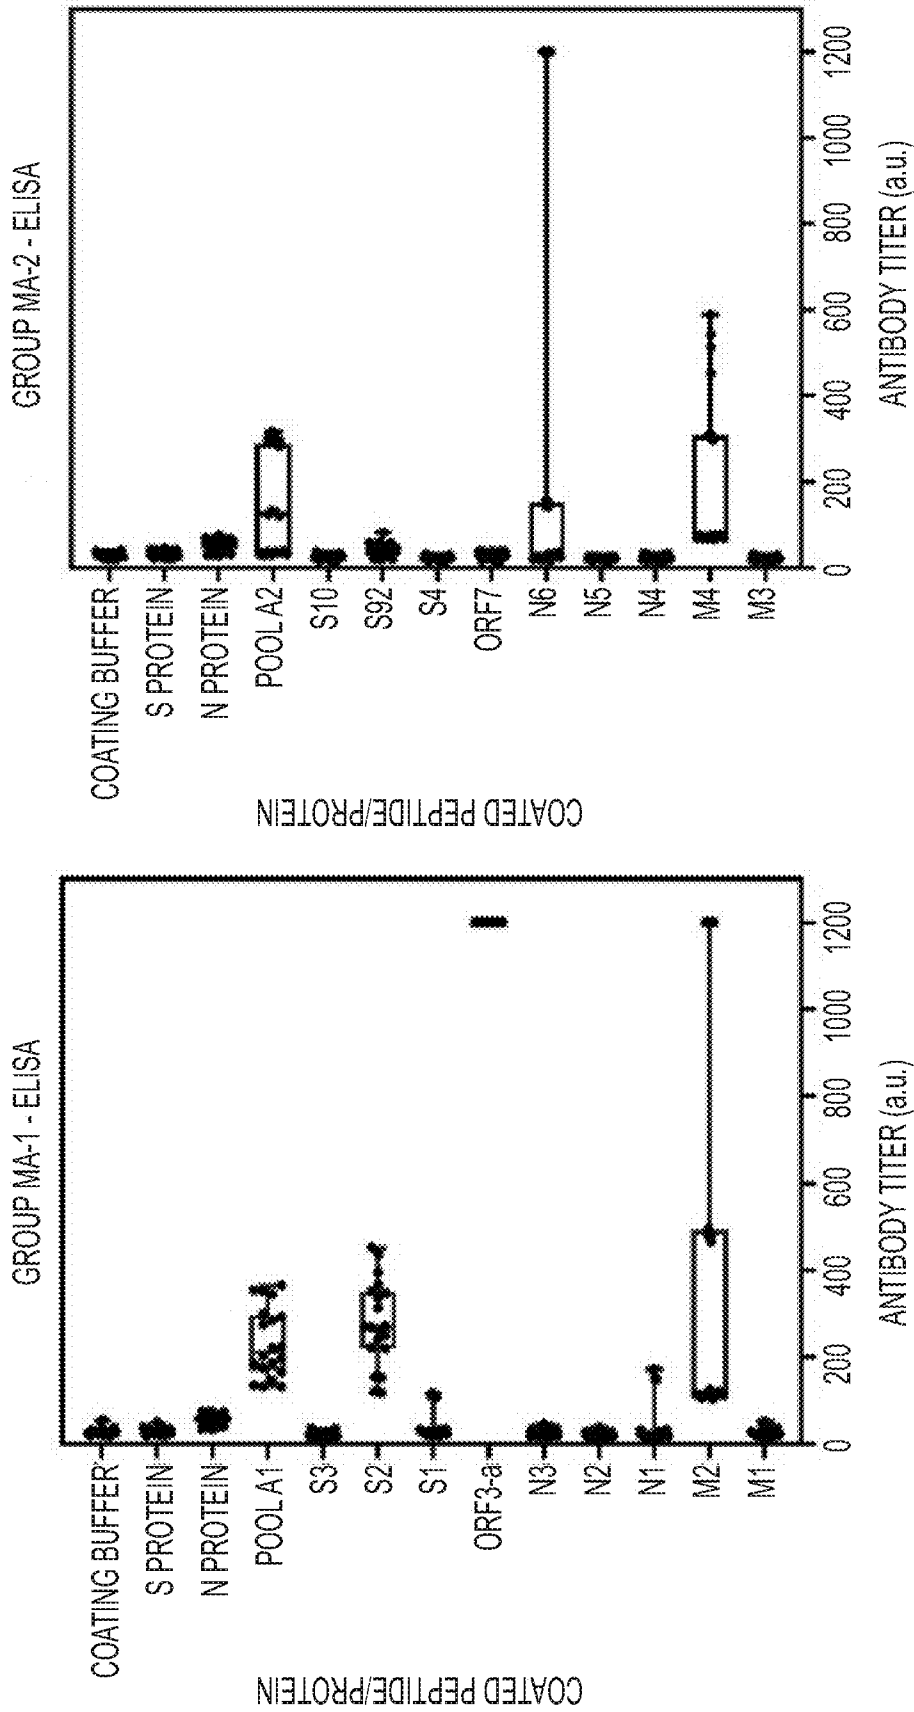 GROUP MA-1 - ELISA
COATED PEPTIDE/PROTEIN
COATING BUFFER
S PROTEIN
N PROTEIN
POOL A1
S3
S2
S1
ORF3-a
N3
N2
N1
M2
M1
0
200
400
600
800
1000
1200
ANTIBODY TITER (a.u.)
GROUP MA-2 - ELISA
COATED PEPTIDE/PROTEIN
COATING BUFFER
S PROTEIN
N PROTEIN
POOL A2
S10
S92
S4
ORF7
N6
N5
N4
M4
M3
0
200
400
600
800
1000
1200
ANTIBODY TITER (a.u.)